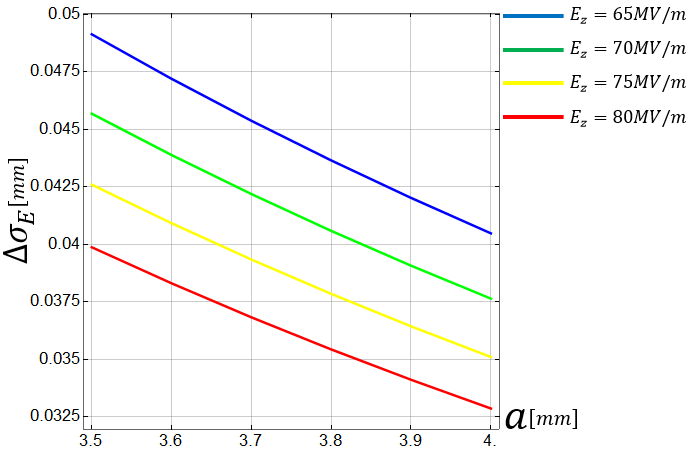 0.05
0.0475
0.045
0.0425
0.04
0.0375
0.035
0.0325
Δσ_E[mm]
3.5 3.6 3.7 3.8 3.9 4.
a[mm]
E_z = 65MV/m
E_z = 70MV/m
E_z = 75MV/m
E_z = 80MV/m